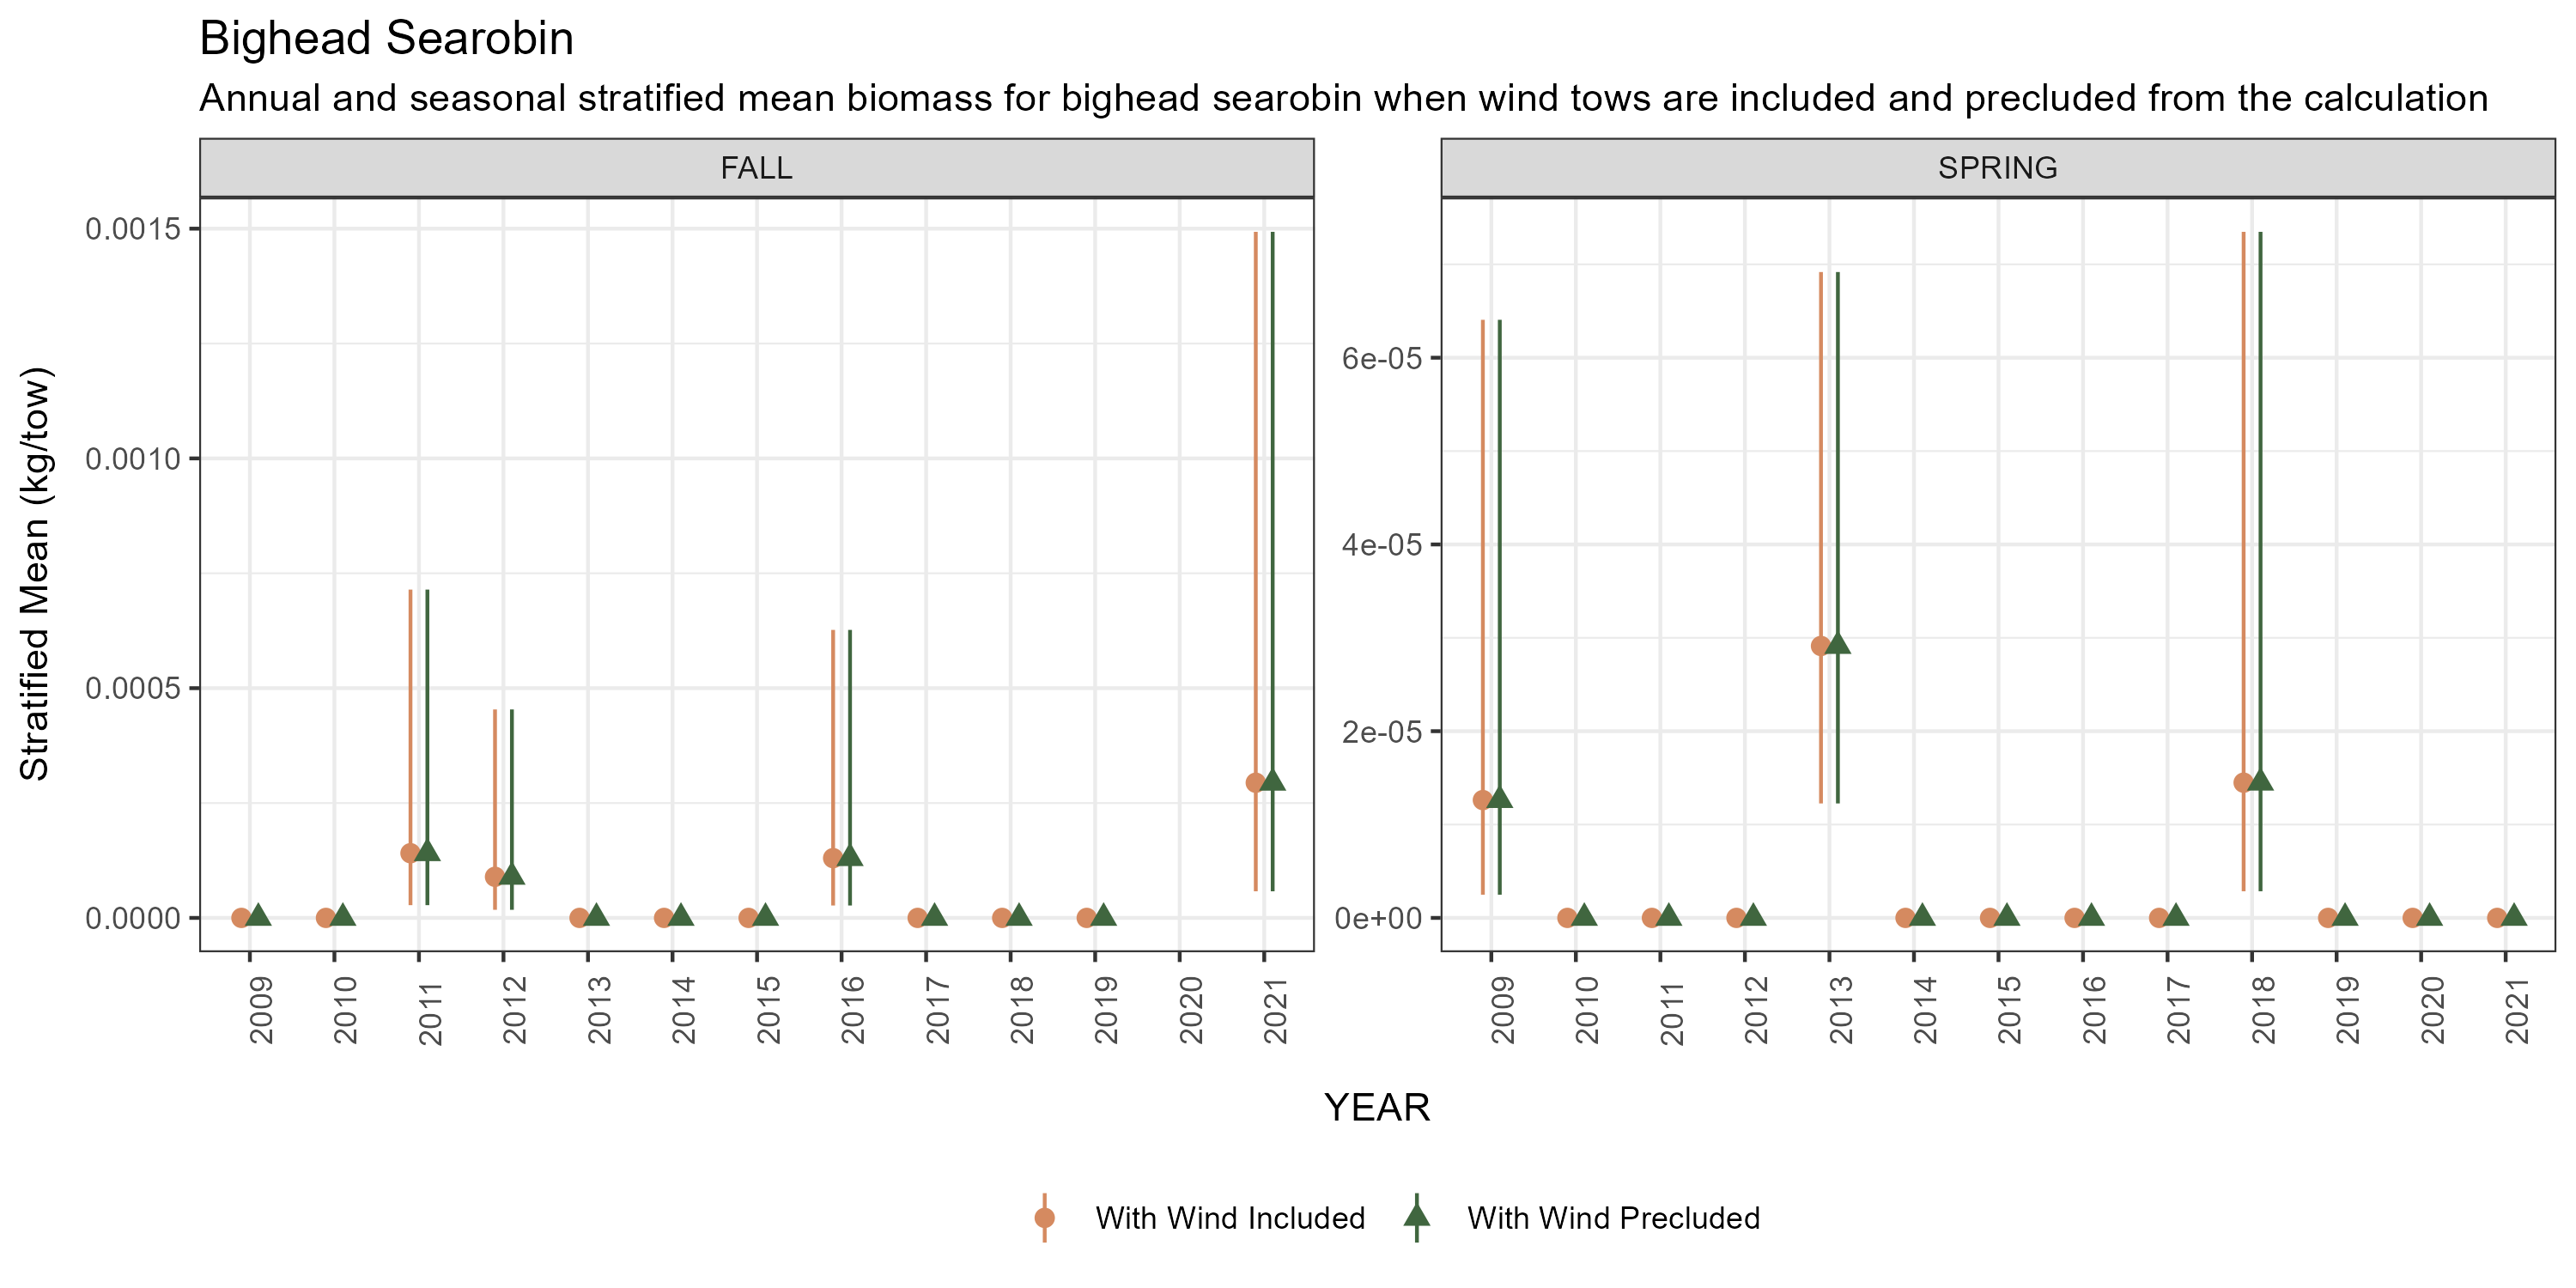 Bighead Searobin
Annual and seasonal stratified mean biomass for bighead searobin when wind tows are included and precluded from the calculation
FALL
SPRING
Stratified Mean (kg/tow)
0.0015
0.0010
0.0005
0.0000
6e-05
4e-05
2e-05
0e+00
2009 2010 2011 2012 2013 2014 2015 2016 2017 2018 2019 2020 2021
2009 2010 2011 2012 2013 2014 2015 2016 2017 2018 2019 2020 2021
YEAR
With Wind Included
With Wind Precluded